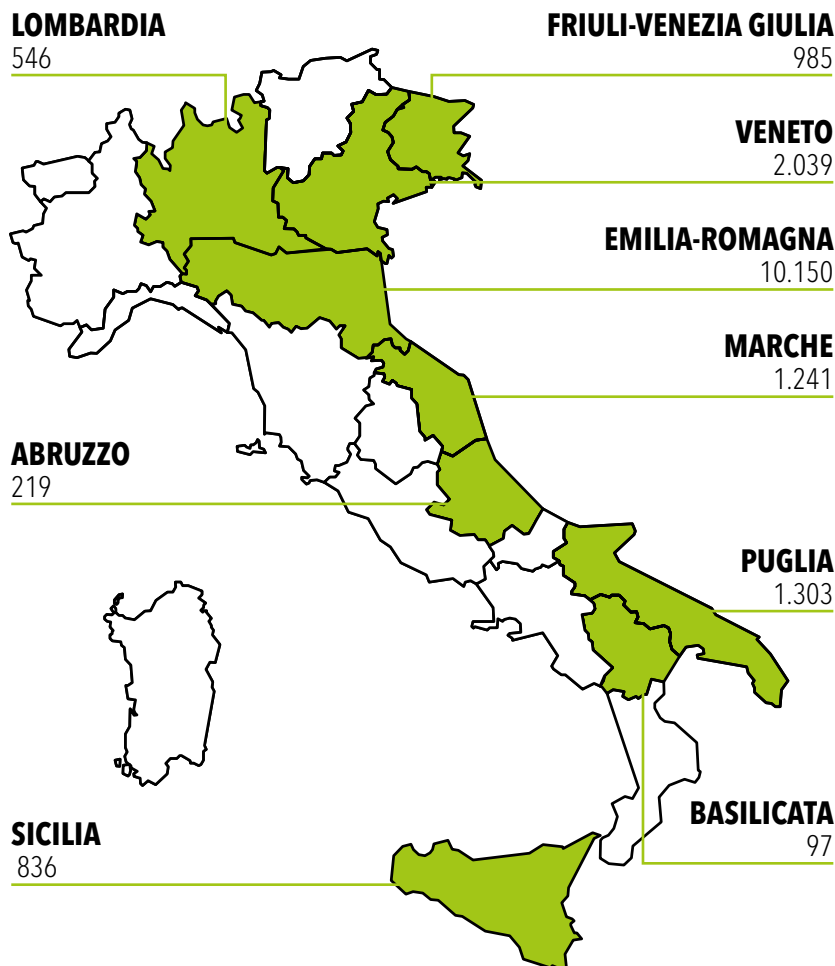 LOMBARDIA
546
FRIULI-VENEZIA GIULIA
985
VENETO
2.039
EMILIA-ROMAGNA
10.150
MARCHE
1.241
ABRUZZO
219
PUGLIA
1.303
BASILICATA
97
SICILIA
836